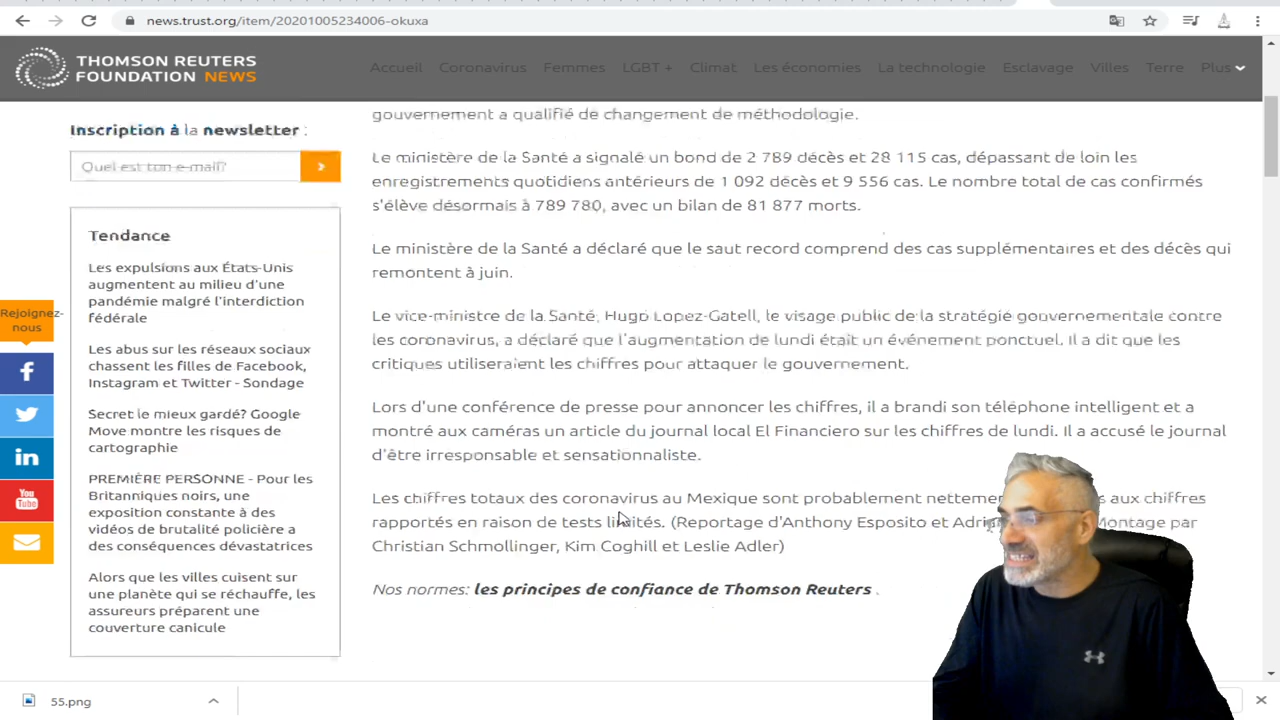 news.trust.org/item/20201005234006-okuxa
THOMSON REUTERS
FOUNDATION NEWS
Accueil Coronavirus Femmes LGBT + Climat Les économies La technologie Esclavage Villes Terre Plus
Inscription à la newsletter :
Quel est ton e-mail?
Tendance
Les expulsions aux États-Unis
augmentent au milieu d'une
pandémie malgré l'interdiction
fédérale
Les abus sur les réseaux sociaux
chassent les filles de Facebook,
Instagram et Twitter - Sondage
Secret le mieux gardé? Google
Move montre les risques de
cartographie
PREMIÈRE PERSONNE - Pour les
Britanniques noirs, une
exposition constante à des
vidéos de brutalité policière a
des conséquences dévastatrices
Alors que les villes cuisent sur
une planète qui se réchauffe, les
assureurs préparent une
couverture canicule
Rejoignez-
nous
You
Tube
gouvernement a qualifié de changement de méthodologie.
Le ministère de la Santé a signalé un bond de 2 789 décès et 28 115 cas, dépassant de loin les
enregistrements quotidiens antérieurs de 1 092 décès et 9 556 cas. Le nombre total de cas confirmés
s'élève désormais à 789 780, avec un bilan de 81 877 morts.
Le ministère de la Santé a déclaré que le saut record comprend des cas supplémentaires et des décès qui
remontent à juin.
Le vice-ministre de la Santé, Hugo Lopez-Gatell, le visage public de la stratégie gouvernementale contre
les coronavirus, a déclaré que l'augmentation de lundi était un événement ponctuel. Il a dit que les
critiques utiliseraient les chiffres pour attaquer le gouvernement.
Lors d'une conférence de presse pour annoncer les chiffres, il a brandi son téléphone intelligent et a
montré aux caméras un article du journal local El Financiero sur les chiffres de lundi. Il a accusé le journal
d'être irresponsable et sensationnaliste.
Les chiffres totaux des coronavirus au Mexique sont probablement aux chiffres
rapportés en raison de tests limités. (Reportage d'Anthony Esposito et Montage par
Christian Schmollinger, Kim Coghill et Leslie Adler)
Nos normes: les principes de confiance de Thomson Reuters .
55.png